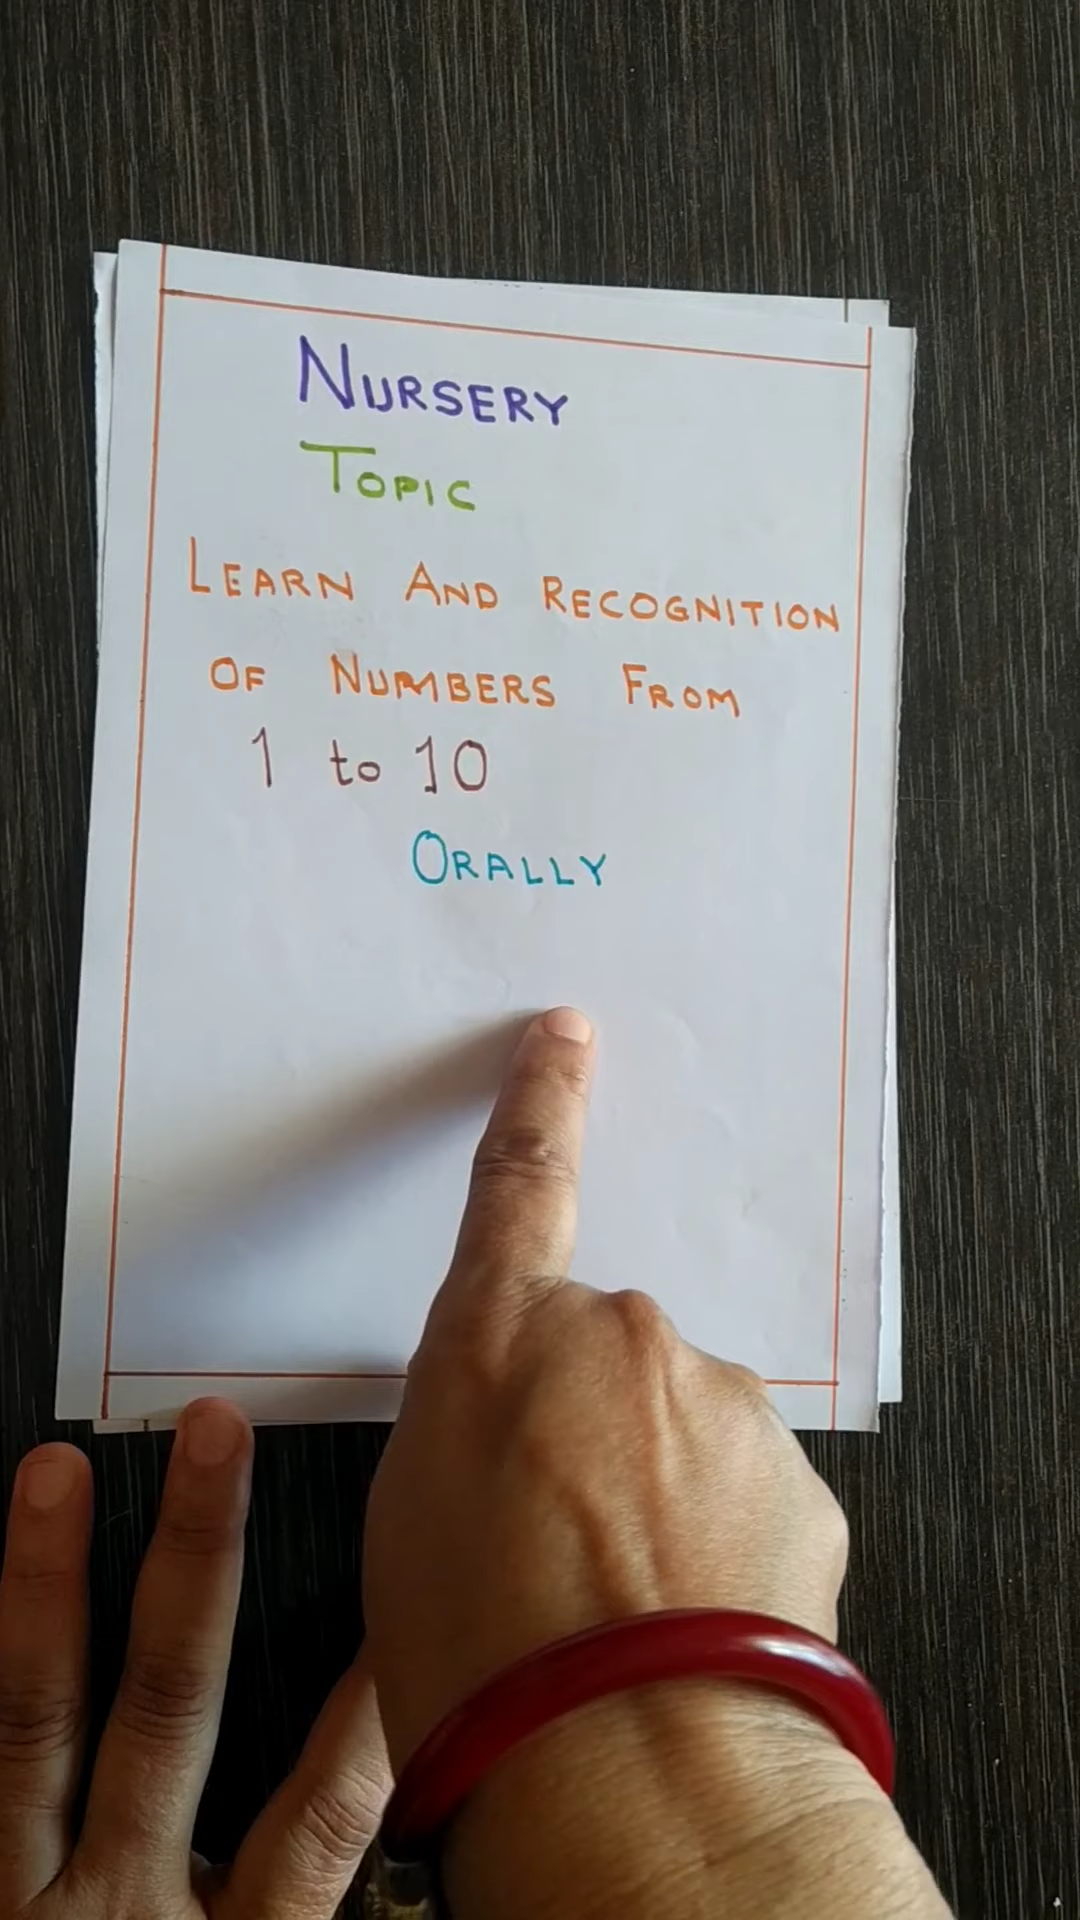 NURSERY
TOPIC
LEARN AND RECOGNITION
OF NUMBERS FROM
1 to 10
ORALLY